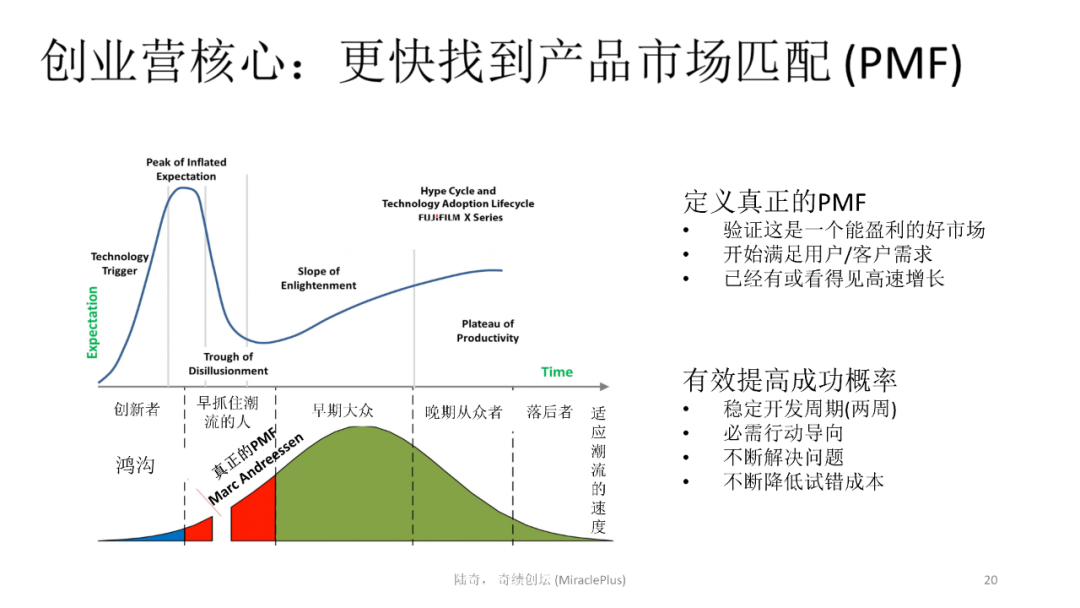 创业营核心：更快找到产品市场匹配 (PMF)
Peak of Inflated
Expectation
Hype Cycle and
Technology Adoption Lifecycle
FUJIFILM X Series
Technology
Trigger
Slope of
Enlightenment
Expectation
Plateau of
Productivity
Trough of
Disillusionment
Time
创新者
早抓住潮
流的人
早期大众
晚期从众者
落后者
适应潮流的速度
鸿沟
真正的PMF
Marc Andreessen
定义真正的PMF
• 验证这是一个能盈利的好市场
• 开始满足用户/客户需求
• 已经有或看得见高速增长
有效提高成功概率
• 稳定开发周期(两周)
• 必需行动导向
• 不断解决问题
• 不断降低试错成本
陆奇， 奇绩创坛 (MiraclePlus)
20